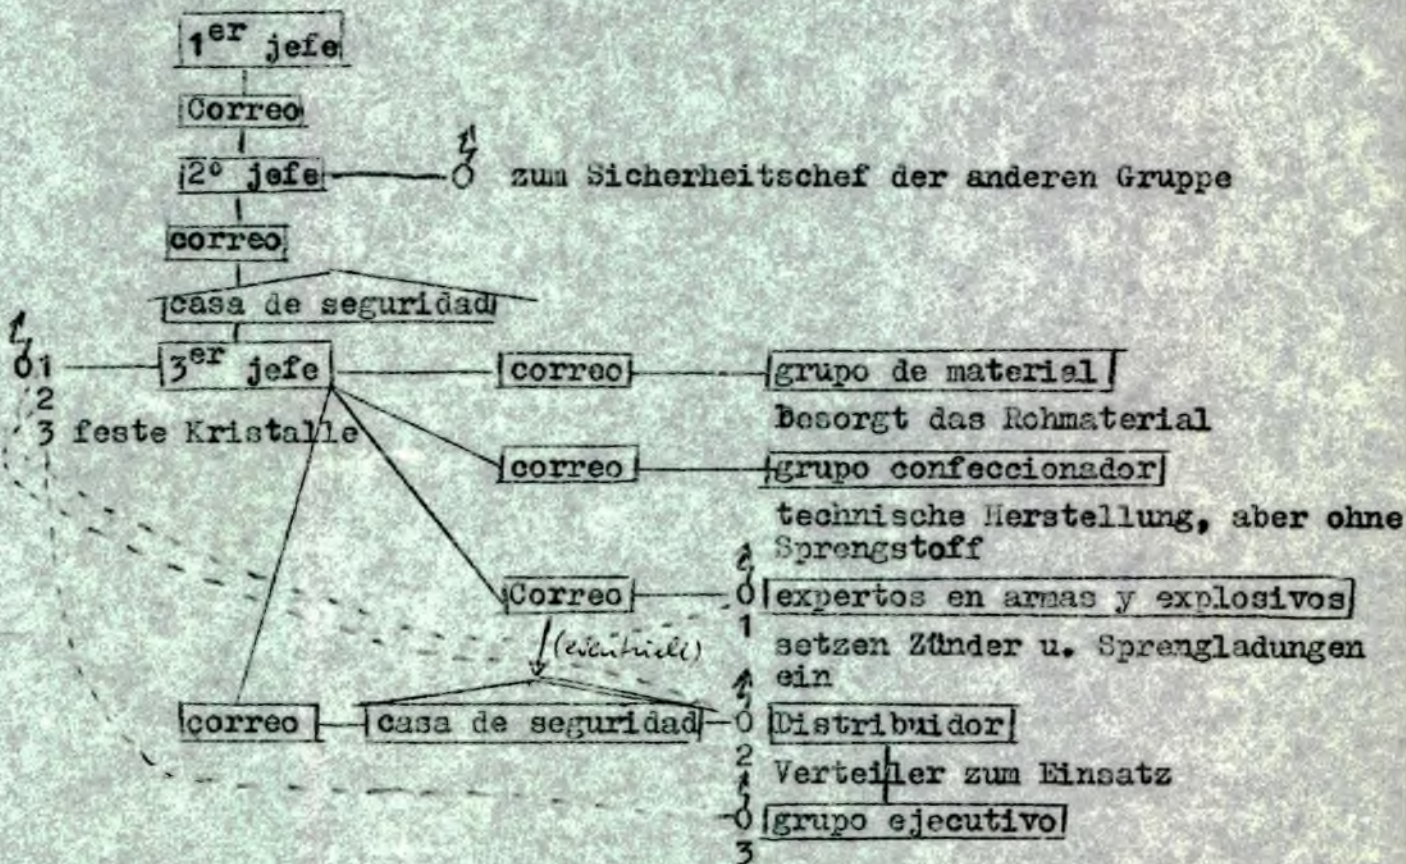 1er jefe
Correo
2º jefe
zum Sicherheitschef der anderen Gruppe
correo
casa de seguridad
1
3er jefe
correo
grupo de material
2
Besorgt das Rohmaterial
3 feste Kristalle
correo
grupo confeccionador
technische Herstellung, aber ohne
Sprengstoff
Correo
expertos en armas y explosivos
1
(eventuell)
setzen Zünder u. Sprengladungen
ein
correo
casa de seguridad
Distribuidor
2
Verteiler zum Einsatz
grupo ejecutivo
3